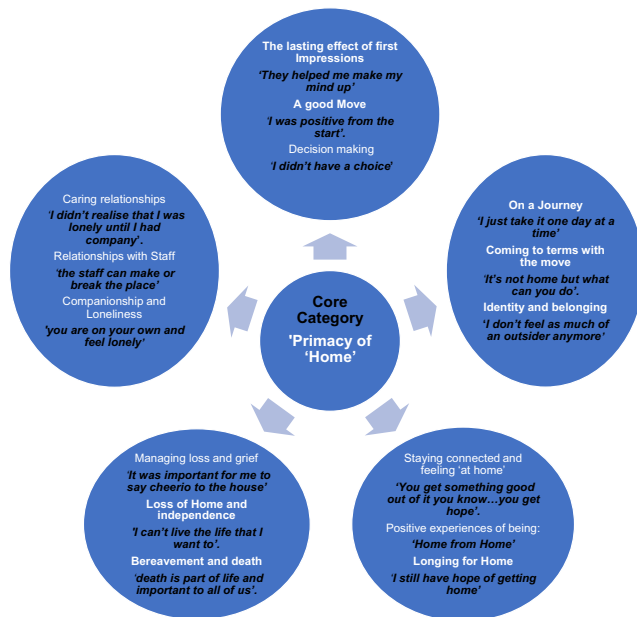 The lasting effect of first
Impressions
‘They helped me make my
mind up’
A good Move
‘I was positive from the
start’.
Decision making
‘I didn’t have a choice’
On a Journey
‘I just take it one day at a
time’
Coming to terms with
the move
‘It’s not home but what
can you do’.
Identity and belonging
‘I don’t feel as much of
an outsider anymore’
Staying connected and
feeling ‘at home’
‘You get something good
out of it you know…you get
hope’.
Positive experiences of being:
‘Home from Home’
Longing for Home
‘I still have hope of getting
home’
Managing loss and grief
‘It was important for me to
say cheerio to the house’
Loss of Home and
independence
'I can’t live the life that I
want to’.
Bereavement and death
‘death is part of life and
important to all of us’.
Caring relationships
‘I didn’t realise that I was
lonely until I had
company’.
Relationships with Staff
‘the staff can make or
break the place’
Companionship and
Loneliness
'you are on your own and
feel lonely’
Core
Category
'Primacy of
‘Home’